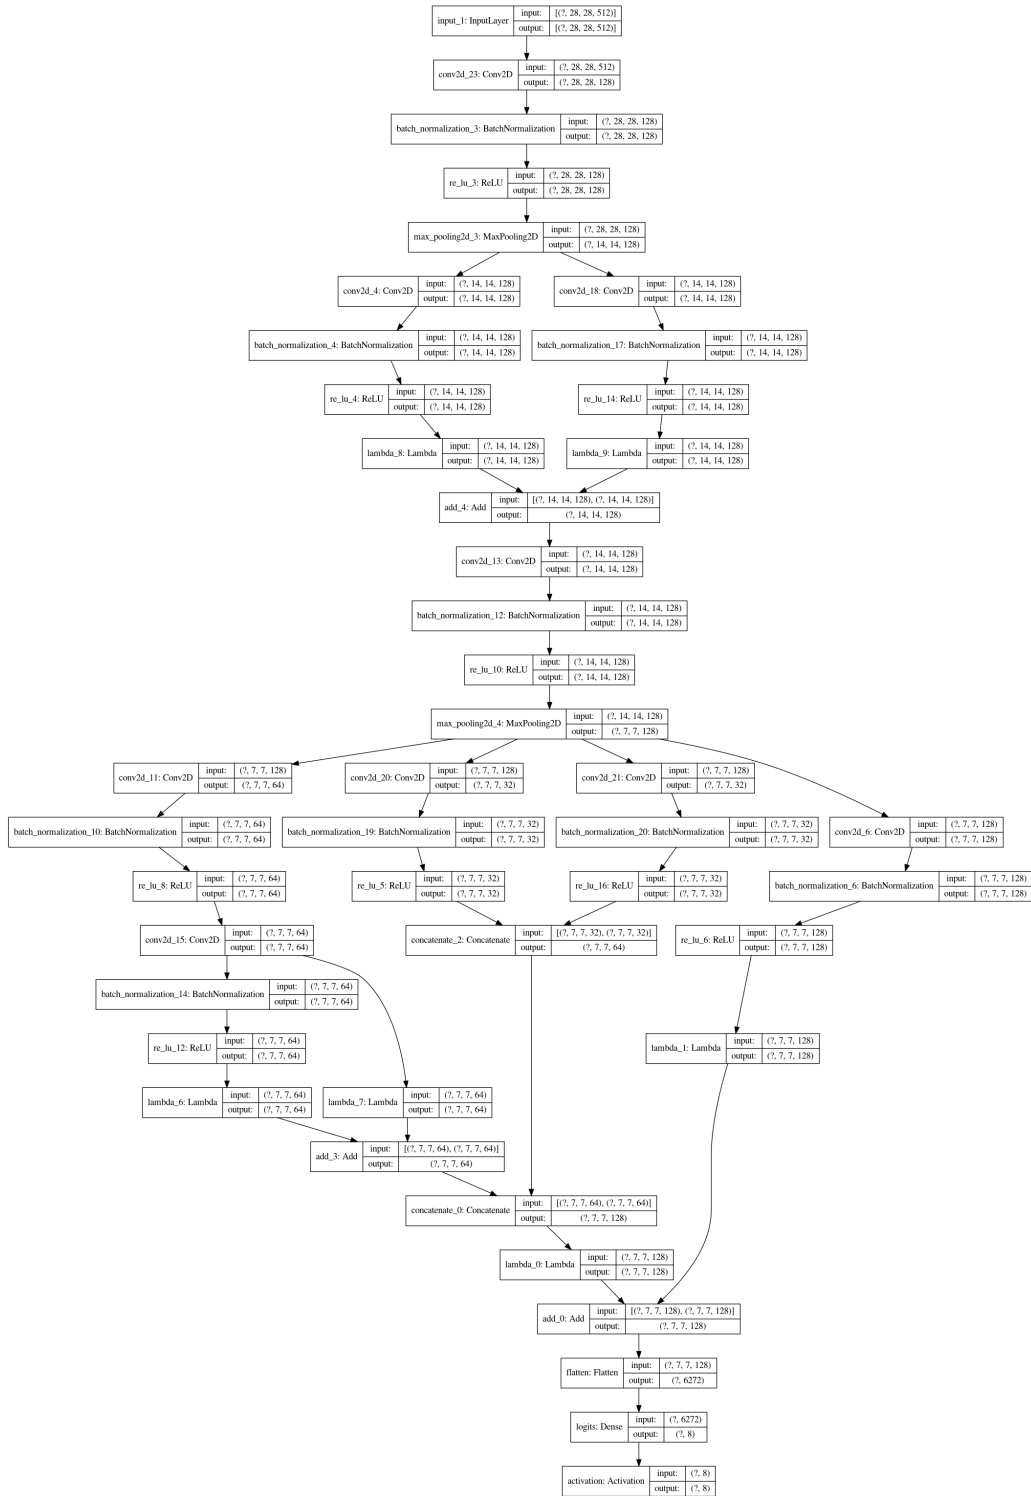 input_1: InputLayer input: [(?, 28, 28, 512)]
output: [(?, 28, 28, 512)]
conv2d_23: Conv2D input: (?, 28, 28, 512)
output: (?, 28, 28, 128)
batch_normalization_3: BatchNormalization input: (?, 28, 28, 128)
output: (?, 28, 28, 128)
re_lu_3: ReLU input: (?, 28, 28, 128)
output: (?, 28, 28, 128)
max_pooling2d_3: MaxPooling2D input: (?, 28, 28, 128)
output: (?, 14, 14, 128)
conv2d_4: Conv2D input: (?, 14, 14, 128)
output: (?, 14, 14, 128)
conv2d_18: Conv2D input: (?, 14, 14, 128)
output: (?, 14, 14, 128)
batch_normalization_4: BatchNormalization input: (?, 14, 14, 128)
output: (?, 14, 14, 128)
batch_normalization_17: BatchNormalization input: (?, 14, 14, 128)
output: (?, 14, 14, 128)
re_lu_4: ReLU input: (?, 14, 14, 128)
output: (?, 14, 14, 128)
re_lu_14: ReLU input: (?, 14, 14, 128)
output: (?, 14, 14, 128)
lambda_8: Lambda input: (?, 14, 14, 128)
output: (?, 14, 14, 128)
lambda_9: Lambda input: (?, 14, 14, 128)
output: (?, 14, 14, 128)
add_4: Add input: [(?, 14, 14, 128), (?, 14, 14, 128)]
output: (?, 14, 14, 128)
conv2d_13: Conv2D input: (?, 14, 14, 128)
output: (?, 14, 14, 128)
batch_normalization_12: BatchNormalization input: (?, 14, 14, 128)
output: (?, 14, 14, 128)
re_lu_10: ReLU input: (?, 14, 14, 128)
output: (?, 14, 14, 128)
max_pooling2d_4: MaxPooling2D input: (?, 14, 14, 128)
output: (?, 7, 7, 128)
conv2d_11: Conv2D input: (?, 7, 7, 128)
output: (?, 7, 7, 64)
conv2d_20: Conv2D input: (?, 7, 7, 128)
output: (?, 7, 7, 32)
conv2d_21: Conv2D input: (?, 7, 7, 128)
output: (?, 7, 7, 32)
batch_normalization_10: BatchNormalization input: (?, 7, 7, 64)
output: (?, 7, 7, 64)
batch_normalization_19: BatchNormalization input: (?, 7, 7, 32)
output: (?, 7, 7, 32)
batch_normalization_20: BatchNormalization input: (?, 7, 7, 32)
output: (?, 7, 7, 32)
conv2d_6: Conv2D input: (?, 7, 7, 128)
output: (?, 7, 7, 128)
re_lu_8: ReLU input: (?, 7, 7, 64)
output: (?, 7, 7, 64)
re_lu_5: ReLU input: (?, 7, 7, 32)
output: (?, 7, 7, 32)
re_lu_16: ReLU input: (?, 7, 7, 32)
output: (?, 7, 7, 32)
batch_normalization_6: BatchNormalization input: (?, 7, 7, 128)
output: (?, 7, 7, 128)
conv2d_15: Conv2D input: (?, 7, 7, 64)
output: (?, 7, 7, 64)
concatenate_2: Concatenate input: [(?, 7, 7, 32), (?, 7, 7, 32)]
output: (?, 7, 7, 64)
re_lu_6: ReLU input: (?, 7, 7, 128)
output: (?, 7, 7, 128)
batch_normalization_14: BatchNormalization input: (?, 7, 7, 64)
output: (?, 7, 7, 64)
re_lu_12: ReLU input: (?, 7, 7, 64)
output: (?, 7, 7, 64)
lambda_1: Lambda input: (?, 7, 7, 128)
output: (?, 7, 7, 128)
lambda_6: Lambda input: (?, 7, 7, 64)
output: (?, 7, 7, 64)
lambda_7: Lambda input: (?, 7, 7, 64)
output: (?, 7, 7, 64)
add_3: Add input: [(?, 7, 7, 64), (?, 7, 7, 64)]
output: (?, 7, 7, 64)
concatenate_0: Concatenate input: [(?, 7, 7, 64), (?, 7, 7, 64)]
output: (?, 7, 7, 128)
lambda_0: Lambda input: (?, 7, 7, 128)
output: (?, 7, 7, 128)
add_0: Add input: [(?, 7, 7, 128), (?, 7, 7, 128)]
output: (?, 7, 7, 128)
flatten: Flatten input: (?, 7, 7, 128)
output: (?, 6272)
logits: Dense input: (?, 6272)
output: (?, 8)
activation: Activation input: (?, 8)
output: (?, 8)